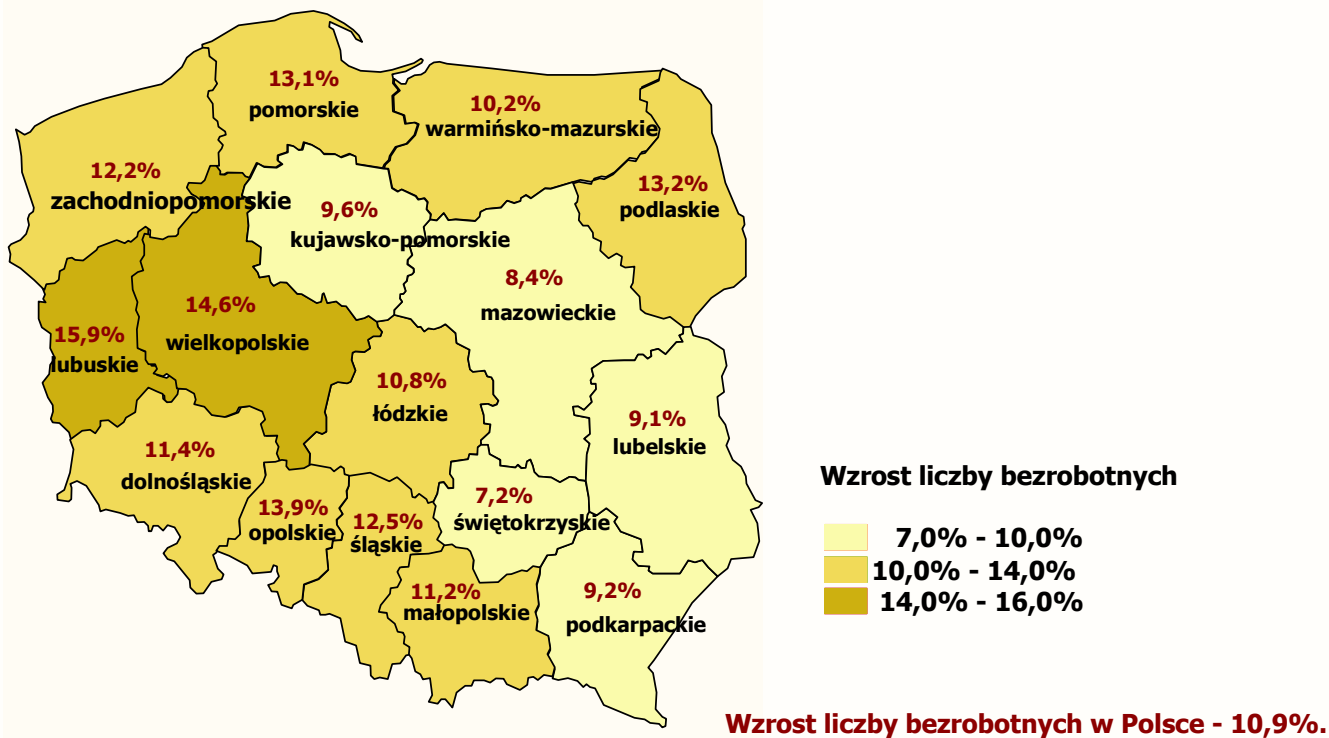 13,1%
pomorskie
10,2%
warmińsko-mazurskie
12,2%
zachodniopomorskie
13,2%
podlaskie
9,6%
kujawsko-pomorskie
8,4%
mazowieckie
14,6%
wielkopolskie
15,9%
lubuskie
10,8%
łódzkie
9,1%
lubelskie
11,4%
dolnośląskie
13,9%
opolskie
12,5%
śląskie
7,2%
świętokrzyskie
11,2%
małopolskie
9,2%
podkarpackie
Wzrost liczby bezrobotnych
7,0% - 10,0%
10,0% - 14,0%
14,0% - 16,0%
Wzrost liczby bezrobotnych w Polsce - 10,9%.